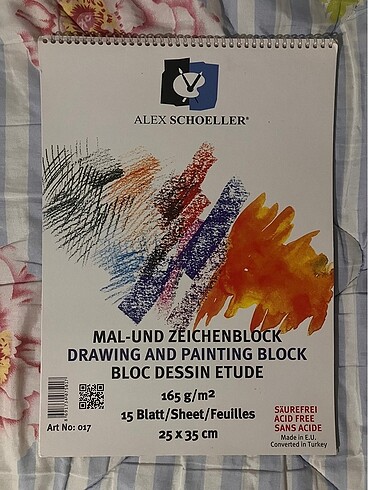 ALEX SCHOELLER®
MAL-UND ZEICHENBLOCK
DRAWING AND PAINTING BLOCK
BLOC DESSIN ETUDE
165 g/m²
15 Blatt/Sheet/Feuilles
25 x 35 cm
Art No: 017
SAUREFREI
ACID FREE
SANS ACIDE
Made in E.U.
Converted in Turkey